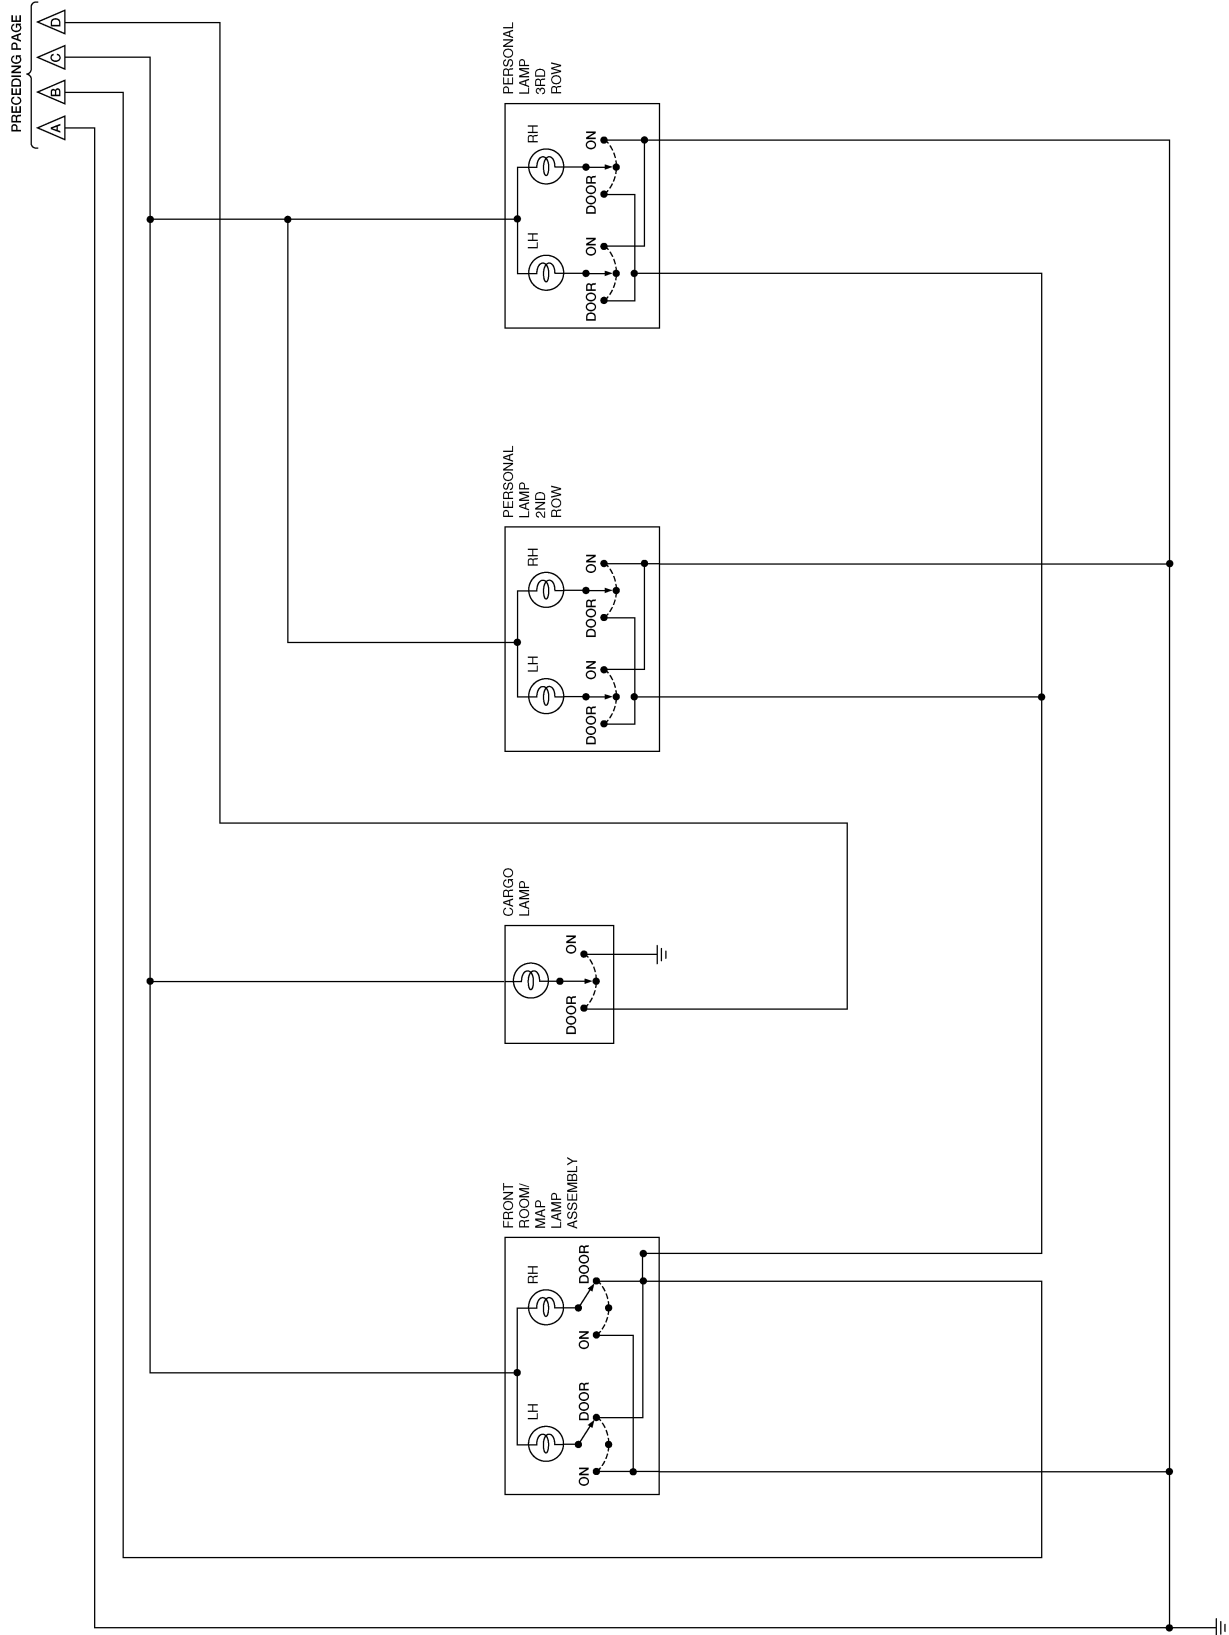 PRECEDING PAGE
A
B
C
D
FRONT
ROOM/
MAP
LAMP
ASSEMBLY
LH
ON
DOOR
RH
ON
DOOR
CARGO
LAMP
DOOR
ON
PERSONAL
LAMP
2ND
ROW
LH
DOOR
ON
RH
DOOR
ON
PERSONAL
LAMP
3RD
ROW
LH
DOOR
ON
RH
DOOR
ON